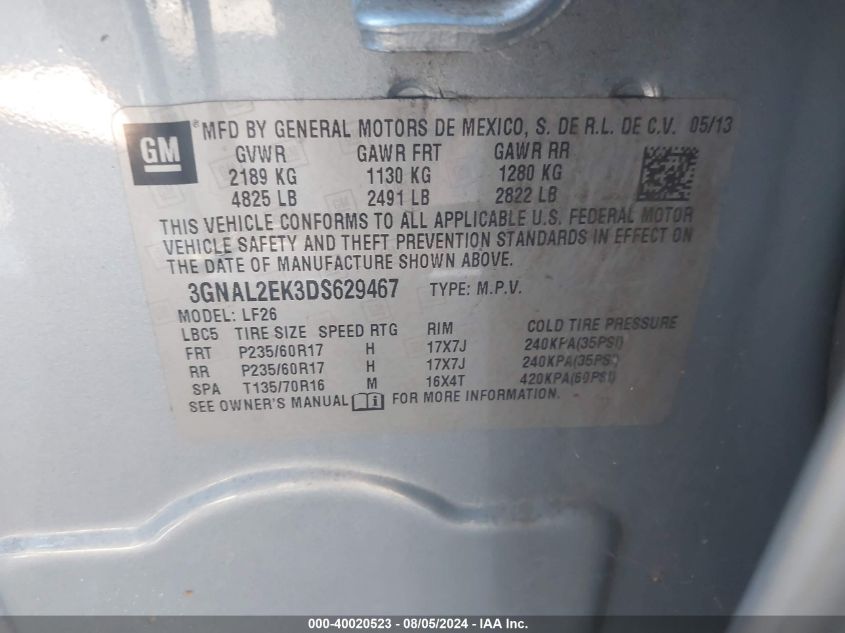 GM
®MFD BY GENERAL MOTORS DE MEXICO, S. DE R.L. DE C.V. 05/13
GVWR GAWR FRT GAWR RR
2189 KG 1130 KG 1280 KG
4825 LB 2491 LB 2822 LB
THIS VEHICLE CONFORMS TO ALL APPLICABLE U.S. FEDERAL MOTOR
VEHICLE SAFETY AND THEFT PREVENTION STANDARDS IN EFFECT ON
THE DATE OF MANUFACTURE SHOWN ABOVE.
3GNAL2EK3DS629467 TYPE: M.P.V.
MODEL: LF26
LBC5 TIRE SIZE SPEED RTG RIM COLD TIRE PRESSURE
FRT P235/60R17 H 17X7J 240KPA(35PSI)
RR P235/60R17 H 17X7J 240KPA(35PSI)
SPA T135/70R16 M 16X4T 420KPA(60PSI)
SEE OWNER'S MANUAL FOR MORE INFORMATION.
000-40020523 - 08/05/2024 - IAA Inc.